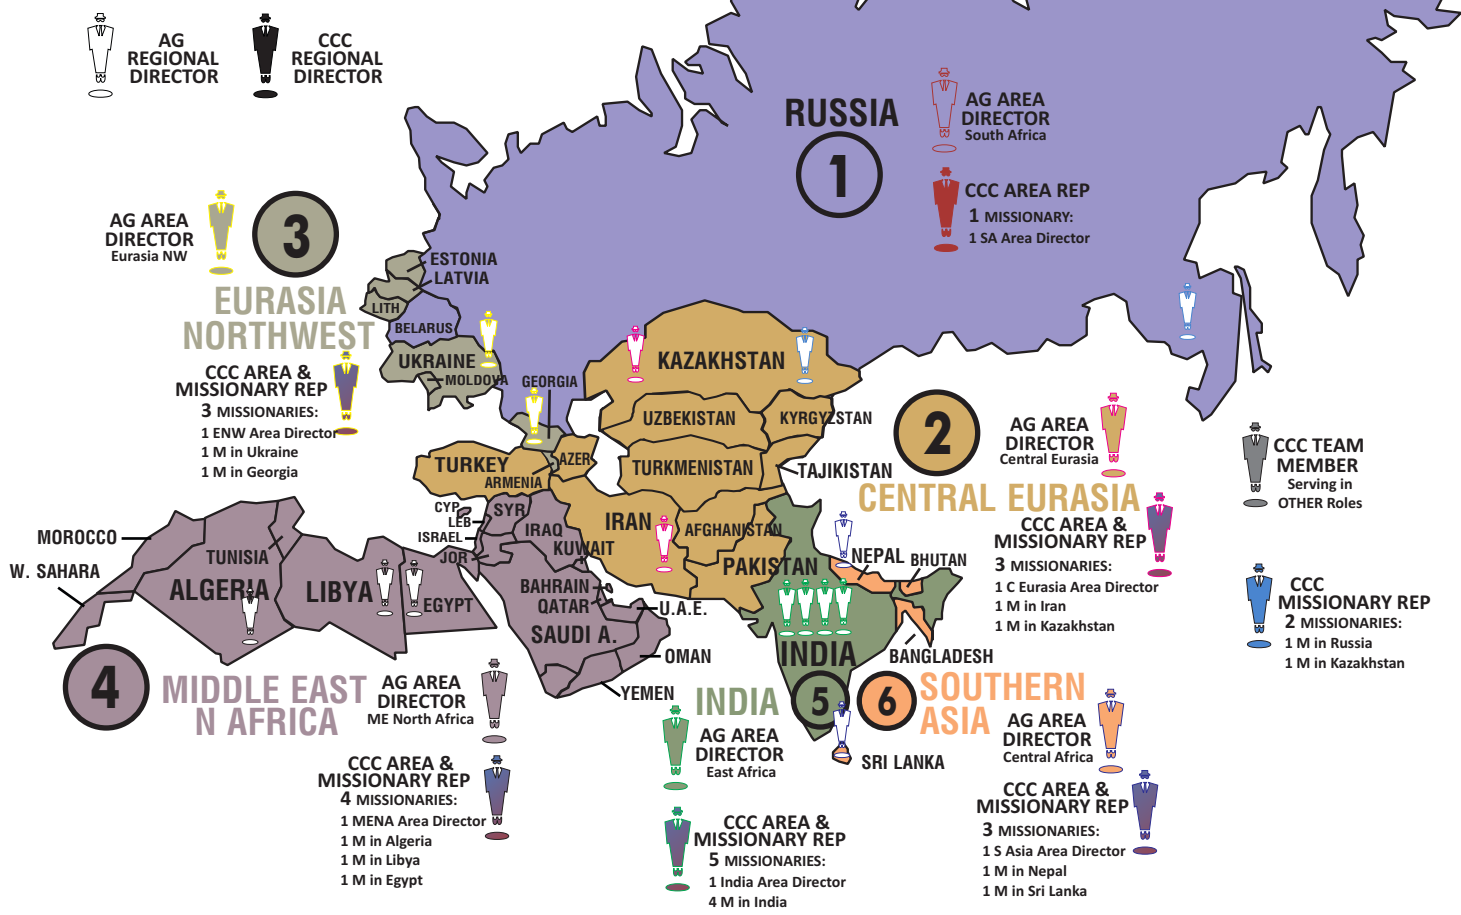 AG
REGIONAL
DIRECTOR
CCC
REGIONAL
DIRECTOR
RUSSIA
1
AG AREA
DIRECTOR
South Africa
CCC AREA REP
1 MISSIONARY:
1 SA Area Director
AG AREA
DIRECTOR
Eurasia NW
3
EURASIA
NORTHWEST
CCC AREA &
MISSIONARY REP
3 MISSIONARIES:
1 ENW Area Director
1 M in Ukraine
1 M in Georgia
ESTONIA
LATVIA
LITH
BELARUS
UKRAINE
MOLDOVA
GEORGIA
KAZAKHSTAN
UZBEKISTAN
KYRGYZSTAN
TURKMENISTAN
TAJIKISTAN
TURKEY
ARMENIA
AZER
2
CENTRAL EURASIA
AG AREA
DIRECTOR
Central Eurasia
CCC AREA &
MISSIONARY REP
3 MISSIONARIES:
1 C Eurasia Area Director
1 M in Iran
1 M in Kazakhstan
CCC TEAM
MEMBER
Serving in
OTHER Roles
CCC
MISSIONARY REP
2 MISSIONARIES:
1 M in Russia
1 M in Kazakhstan
CYP
LEB
ISRAEL
JOR
SYR
IRAQ
KUWAIT
IRAN
AFGHANISTAN
PAKISTAN
NEPAL
BHUTAN
BAHRAIN
QATAR
U.A.E.
SAUDI A.
OMAN
YEMEN
MOROCCO
W. SAHARA
TUNISIA
ALGERIA
LIBYA
EGYPT
4
MIDDLE EAST
N AFRICA
AG AREA
DIRECTOR
ME North Africa
CCC AREA &
MISSIONARY REP
4 MISSIONARIES:
1 MENA Area Director
1 M in Algeria
1 M in Libya
1 M in Egypt
INDIA
BANGLADESH
INDIA
5
AG AREA
DIRECTOR
East Africa
CCC AREA &
MISSIONARY REP
5 MISSIONARIES:
1 India Area Director
4 M in India
6
SOUTHERN
ASIA
SRI LANKA
AG AREA
DIRECTOR
Central Africa
CCC AREA &
MISSIONARY REP
3 MISSIONARIES:
1 S Asia Area Director
1 M in Nepal
1 M in Sri Lanka